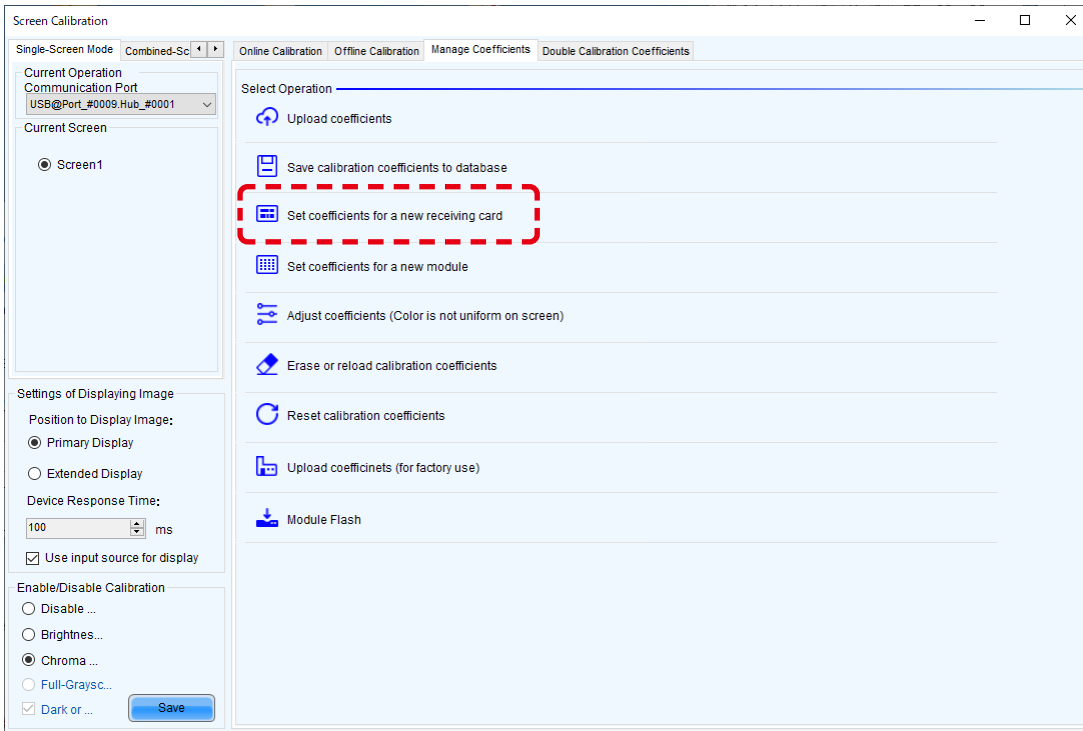 Screen Calibration
Single-Screen Mode
Combined-Sc
Current Operation
Communication Port
USB@Port_#0009.Hub_#0001
Current Screen
Screen1
Settings of Displaying Image
Position to Display Image:
Primary Display
Extended Display
Device Response Time:
100 ms
Use input source for display
Enable/Disable Calibration
Disable ...
Brightnes...
Chroma ...
Full-Graysc...
Dark or ...
Save
Online Calibration
Offline Calibration
Manage Coefficients
Double Calibration Coefficients
Select Operation
Upload coefficients
Save calibration coefficients to database
Set coefficients for a new receiving card
Set coefficients for a new module
Adjust coefficients (Color is not uniform on screen)
Erase or reload calibration coefficients
Reset calibration coefficients
Upload coefficinets (for factory use)
Module Flash